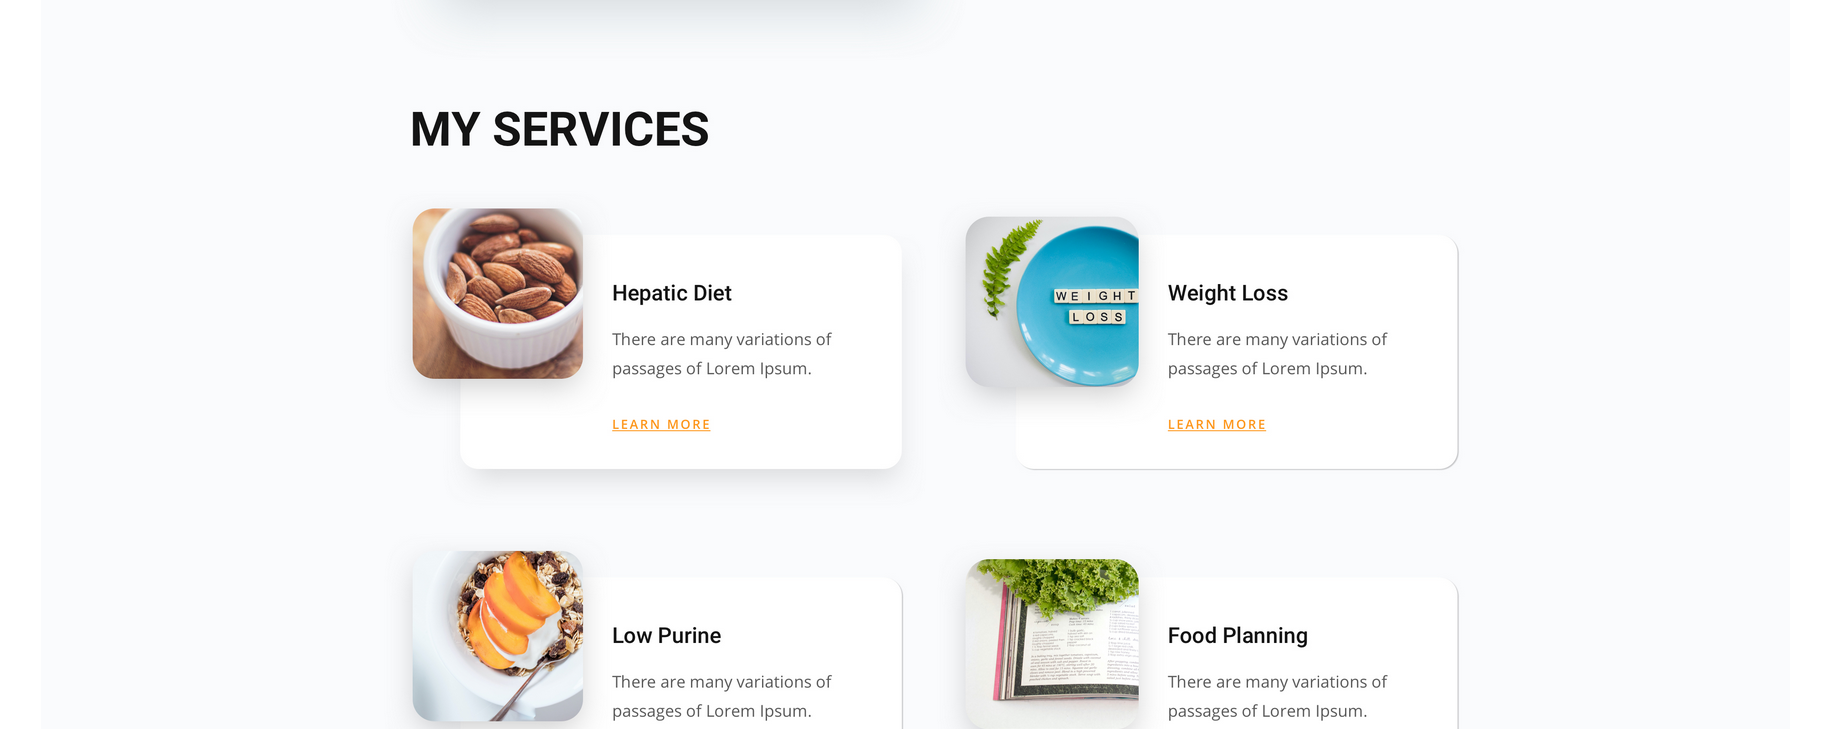 MY SERVICES
Hepatic Diet
There are many variations of
passages of Lorem Ipsum.
LEARN MORE
WEIGHT
LOSS
Weight Loss
There are many variations of
passages of Lorem Ipsum.
LEARN MORE
Low Purine
There are many variations of
passages of Lorem Ipsum.
Food Planning
There are many variations of
passages of Lorem Ipsum.